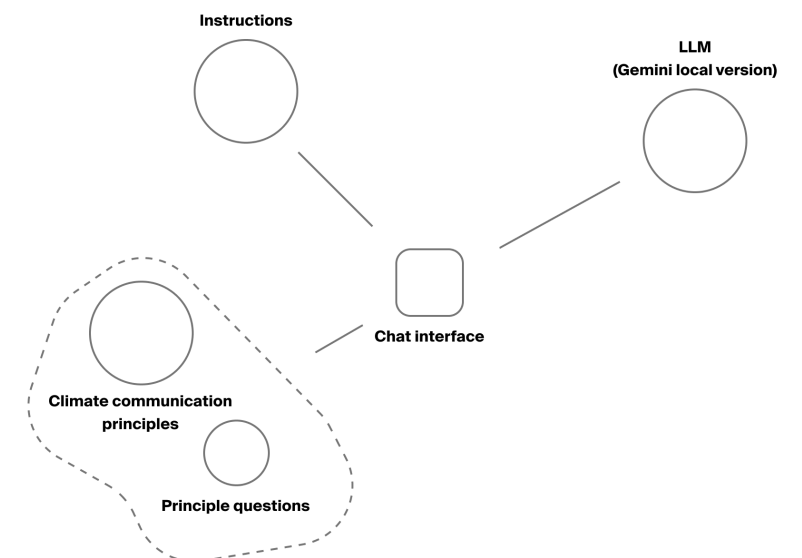 Instructions
LLM
(Gemini local version)
Chat interface
Climate communication
principles
Principle questions